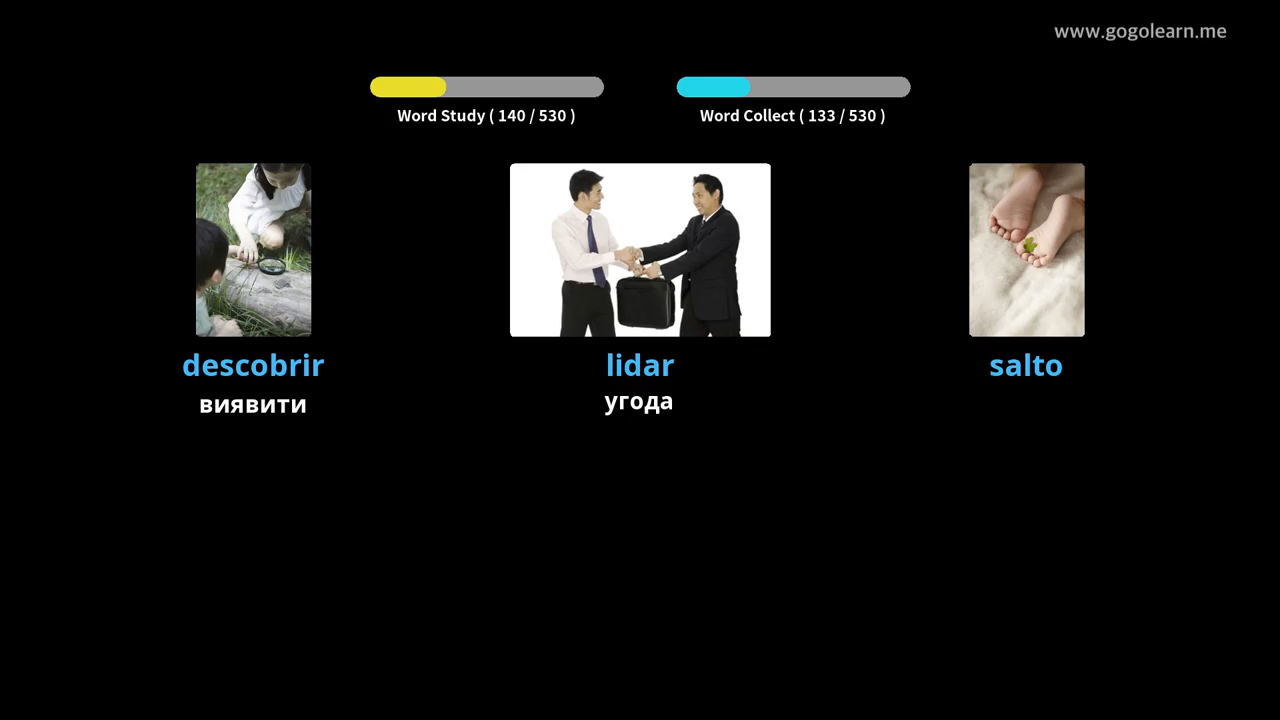 www.gogolearn.me
Word Study ( 140 / 530 )
Word Collect ( 133 / 530 )
descobrir
виявити
lidar
угода
salto